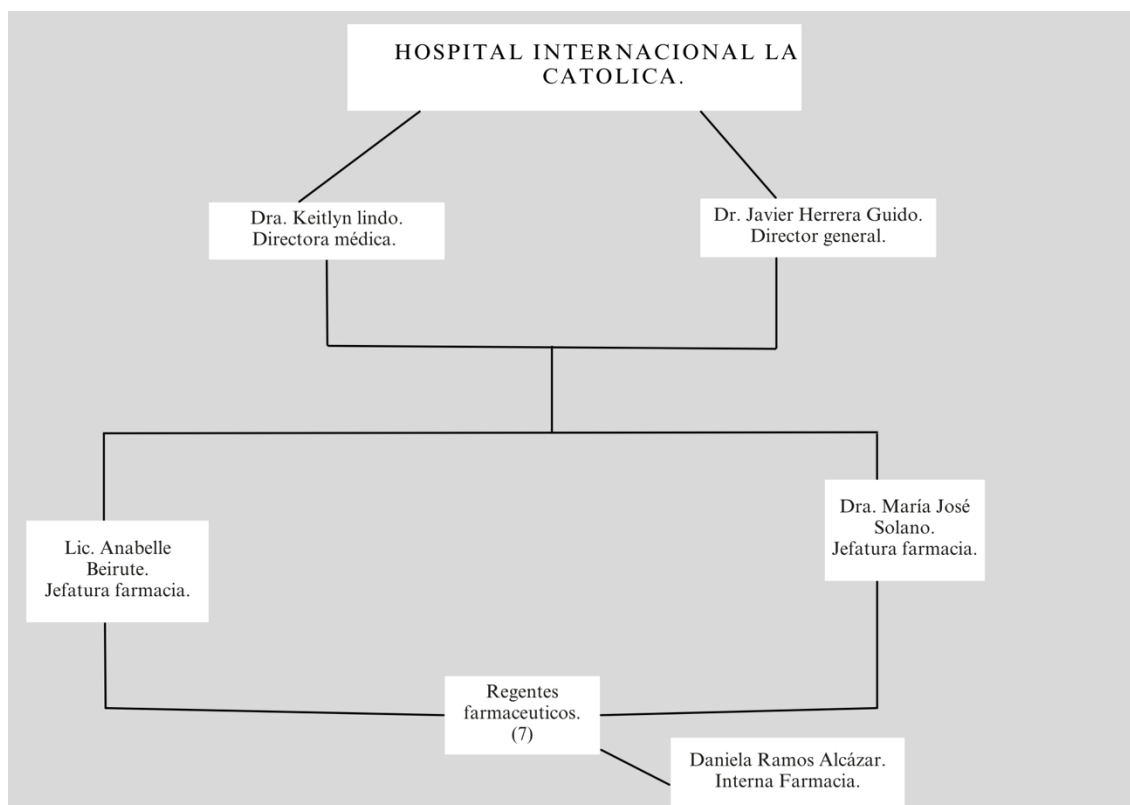 HOSPITAL INTERNACIONAL LA
CATOLICA.
Dra. Keitlyn lindo.
Directora médica.
Dr. Javier Herrera Guido.
Director general.
Lic. Anabelle
Beirute.
Jefatura farmacia.
Dra. María José
Solano.
Jefatura farmacia.
Regentes
farmaceuticos.
(7)
Daniela Ramos Alcázar.
Interna Farmacia.